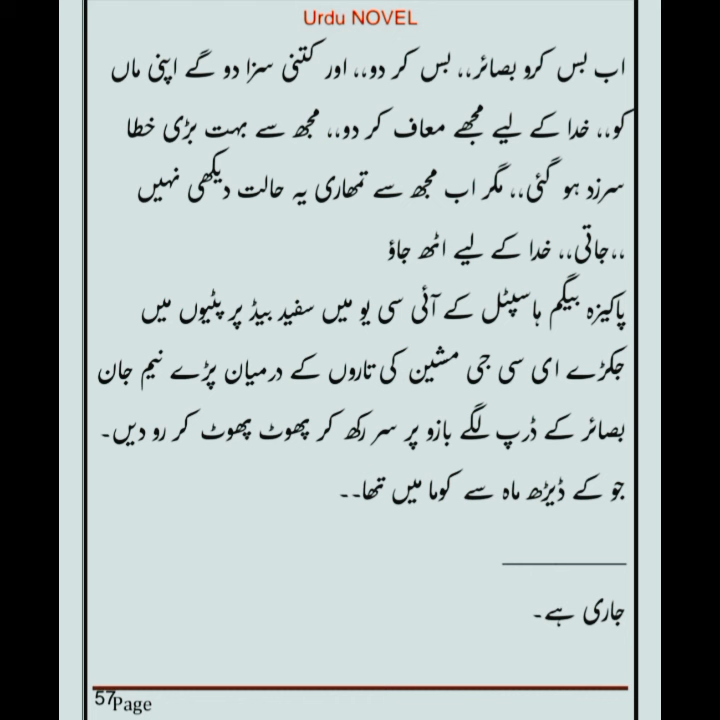 Urdu NOVEL
اب بس کرو بصائر،، بس کر دو،، اور کتنی سزا دو گے اپنی ماں
کو،، خدا کے لیے مجھے معاف کر دو،، مجھ سے بہت بڑی خطا
سرزد ہو گئی،، مگر اب مجھ سے تمھاری یہ حالت دیکھی نہیں
،،جاتی،، خدا کے لیے اٹھ جاؤ
پاکیزہ بیگم ہاسپٹل کے آئی سی یو میں سفید بیڈ پر پٹیوں میں
جکڑے ای سی جی مشین کی تاروں کے درمیان پڑے نیم جان
بصائر کے ڈرپ لگے بازو پر سر رکھ کر پھوٹ پھوٹ کر رو دیں۔
جو کے ڈیڑھ ماہ سے کوما میں تھا۔۔
جاری ہے۔
57Page